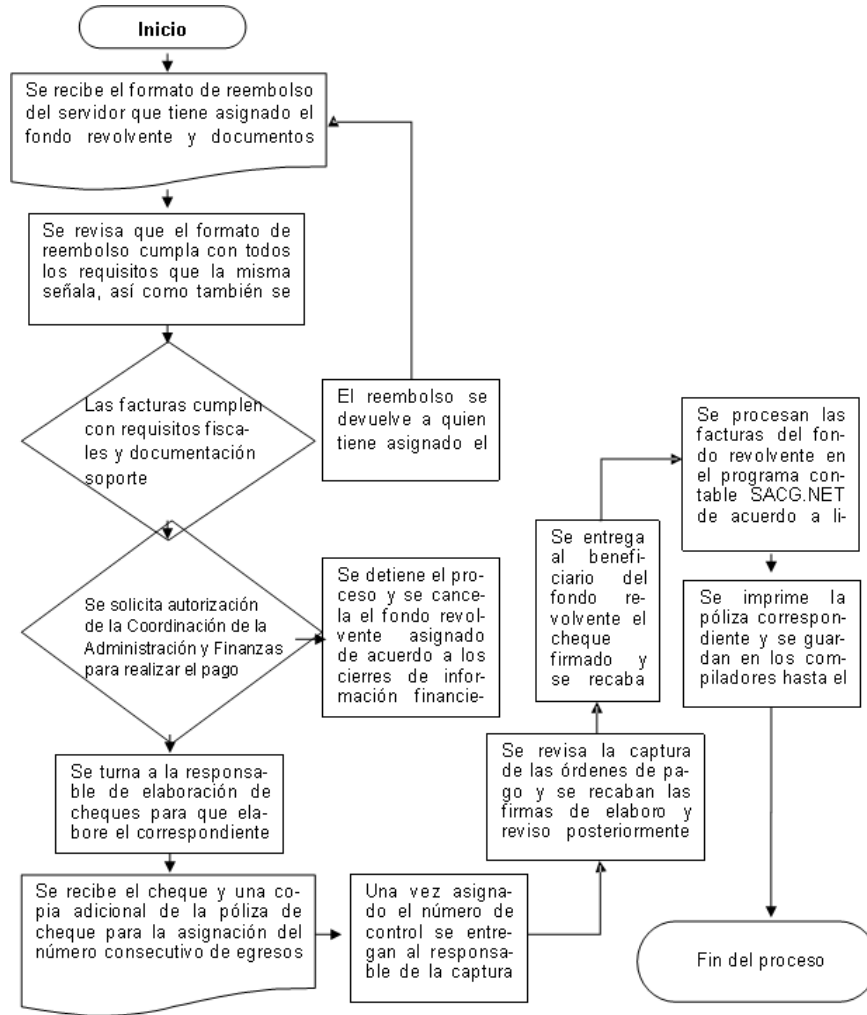 Inicio
Se recibe el formato de reembolso
del servidor que tiene asignado el
fondo revolvente y documentos
Se revisa que el formato de
reembolso cumpla con todos
los requisitos que la misma
señala, así como también se
Las facturas cumplen
con requisitos fisca-
les y documentación
soporte
El reembolso se
devuelve a quien
tiene asignado el
Se solicita autorización
de la Coordinación de la
Administración y Finanzas
para realizar el pago
Se detiene el pro-
ceso y se cance-
la el fondo revol-
vente asignado
de acuerdo a los
cierres de infor-
mación financie-
Se turna a la responsa-
ble de elaboración de
cheques para que ela-
bore el correspondiente
Se recibe el cheque y una co-
pia adicional de la póliza de
cheque para la asignación del
número consecutivo de egresos
Una vez asigna-
do el número de
control se entre-
gan al responsa-
ble de la captura
Se revisa la captura
de las órdenes de pa-
go y se recaban las
firmas de elaboro y
reviso posteriormente
Se entrega
al benefi-
ciario del
fondo re-
volvente el
cheque
firmado y
se recaba
Se procesan las
facturas del fon-
do revolvente en
el programa con-
table SACG.NET
de acuerdo a li-
Se imprime la
póliza correspon-
diente y se guar-
dan en los com-
piladores hasta el
Fin del proceso